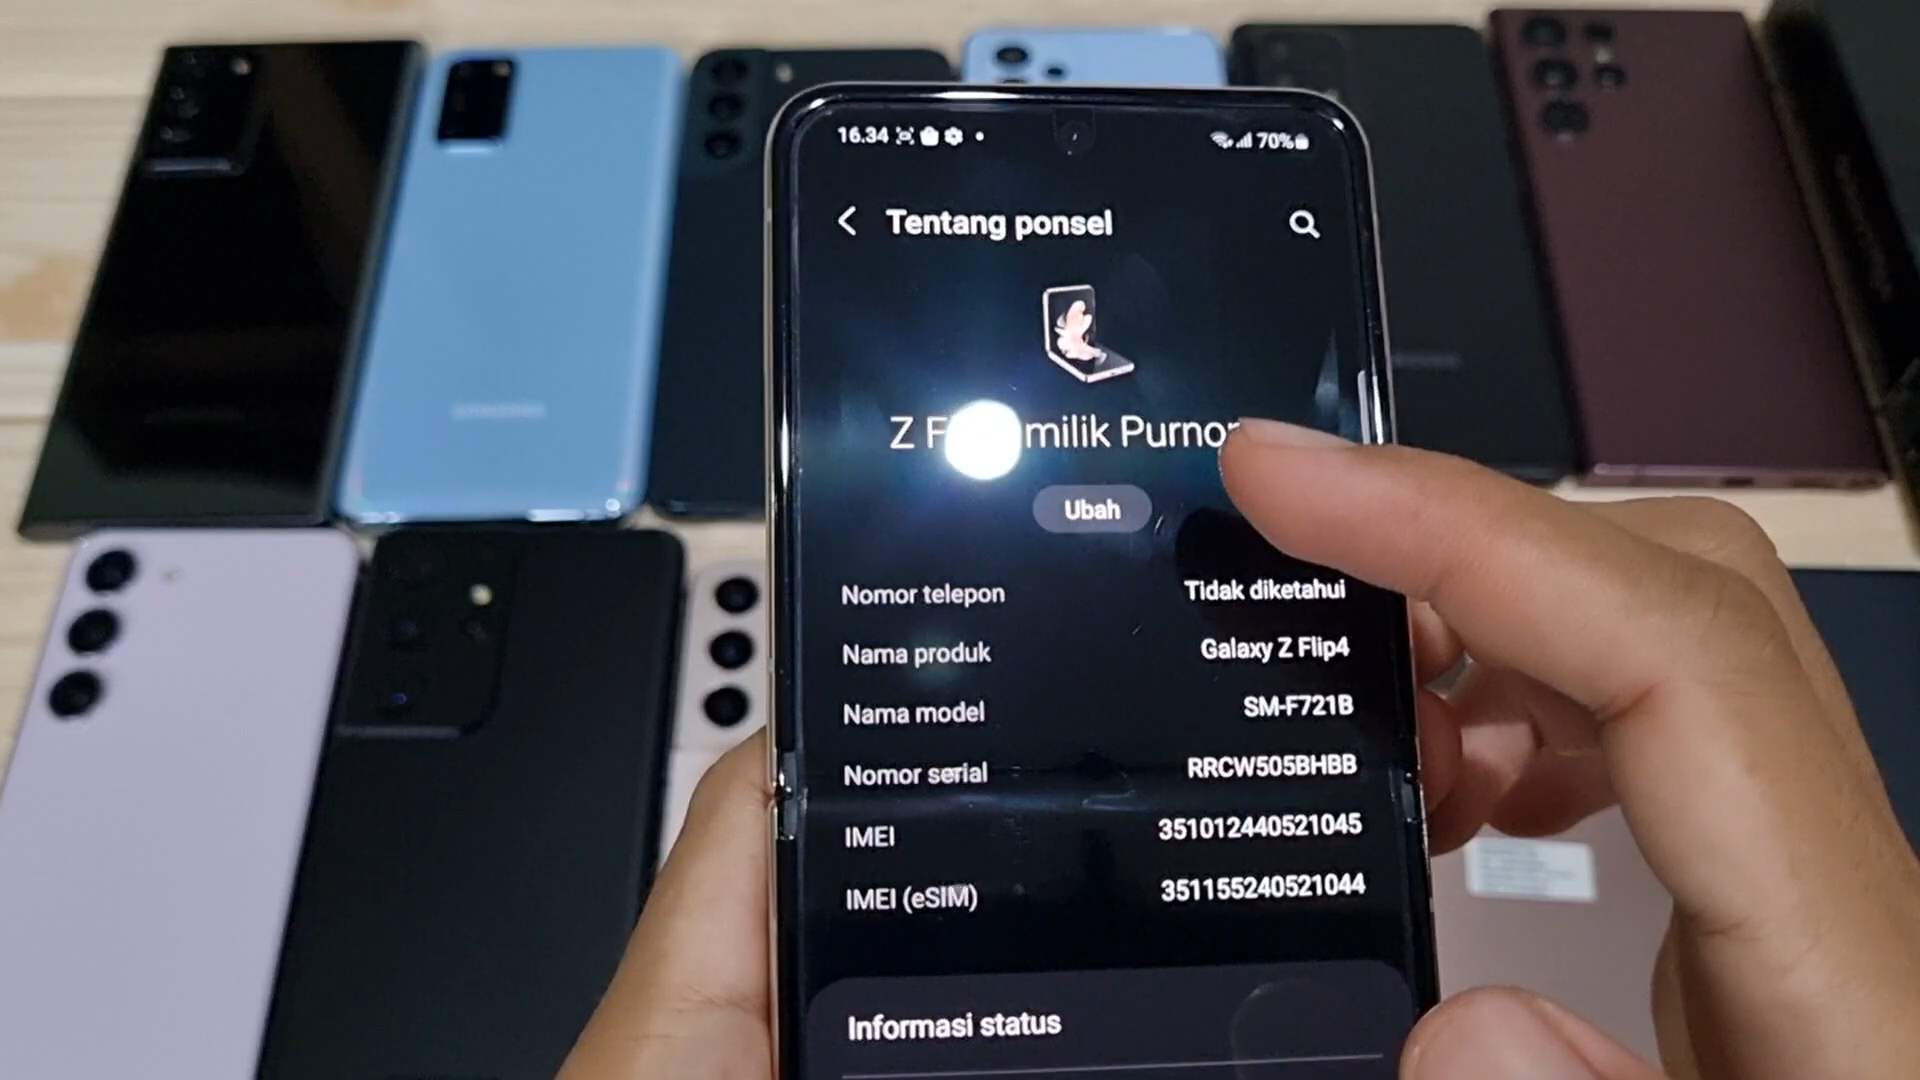 16.34 70%
Tentang ponsel
Z milik
Ubah
Nomor telepon Tidak diketahui
Nama produk Galaxy Z Flip4
Nama model SM-F721B
Nomor serial RRCW505BHBB
IMEI 351012440521045
IMEI (eSIM) 351155240521044
Informasi status